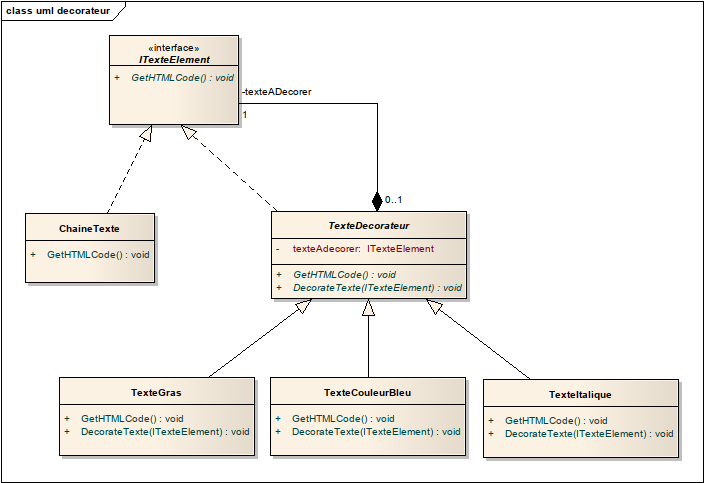 class uml decorateur
«interface»
ITexteElement
+ GetHTMLCode() : void
-texteADecorer
1
0..1
ChaineTexte
+ GetHTMLCode() : void
TexteDecorateur
- texteAdecorer: ITexteElement
+ GetHTMLCode() : void
+ DecorateTexte(ITexteElement) : void
TexteGras
+ GetHTMLCode() : void
+ DecorateTexte(ITexteElement) : void
TexteCouleurBleu
+ GetHTMLCode() : void
+ DecorateTexte(ITexteElement) : void
TexteItalique
+ GetHTMLCode() : void
+ DecorateTexte(ITexteElement) : void